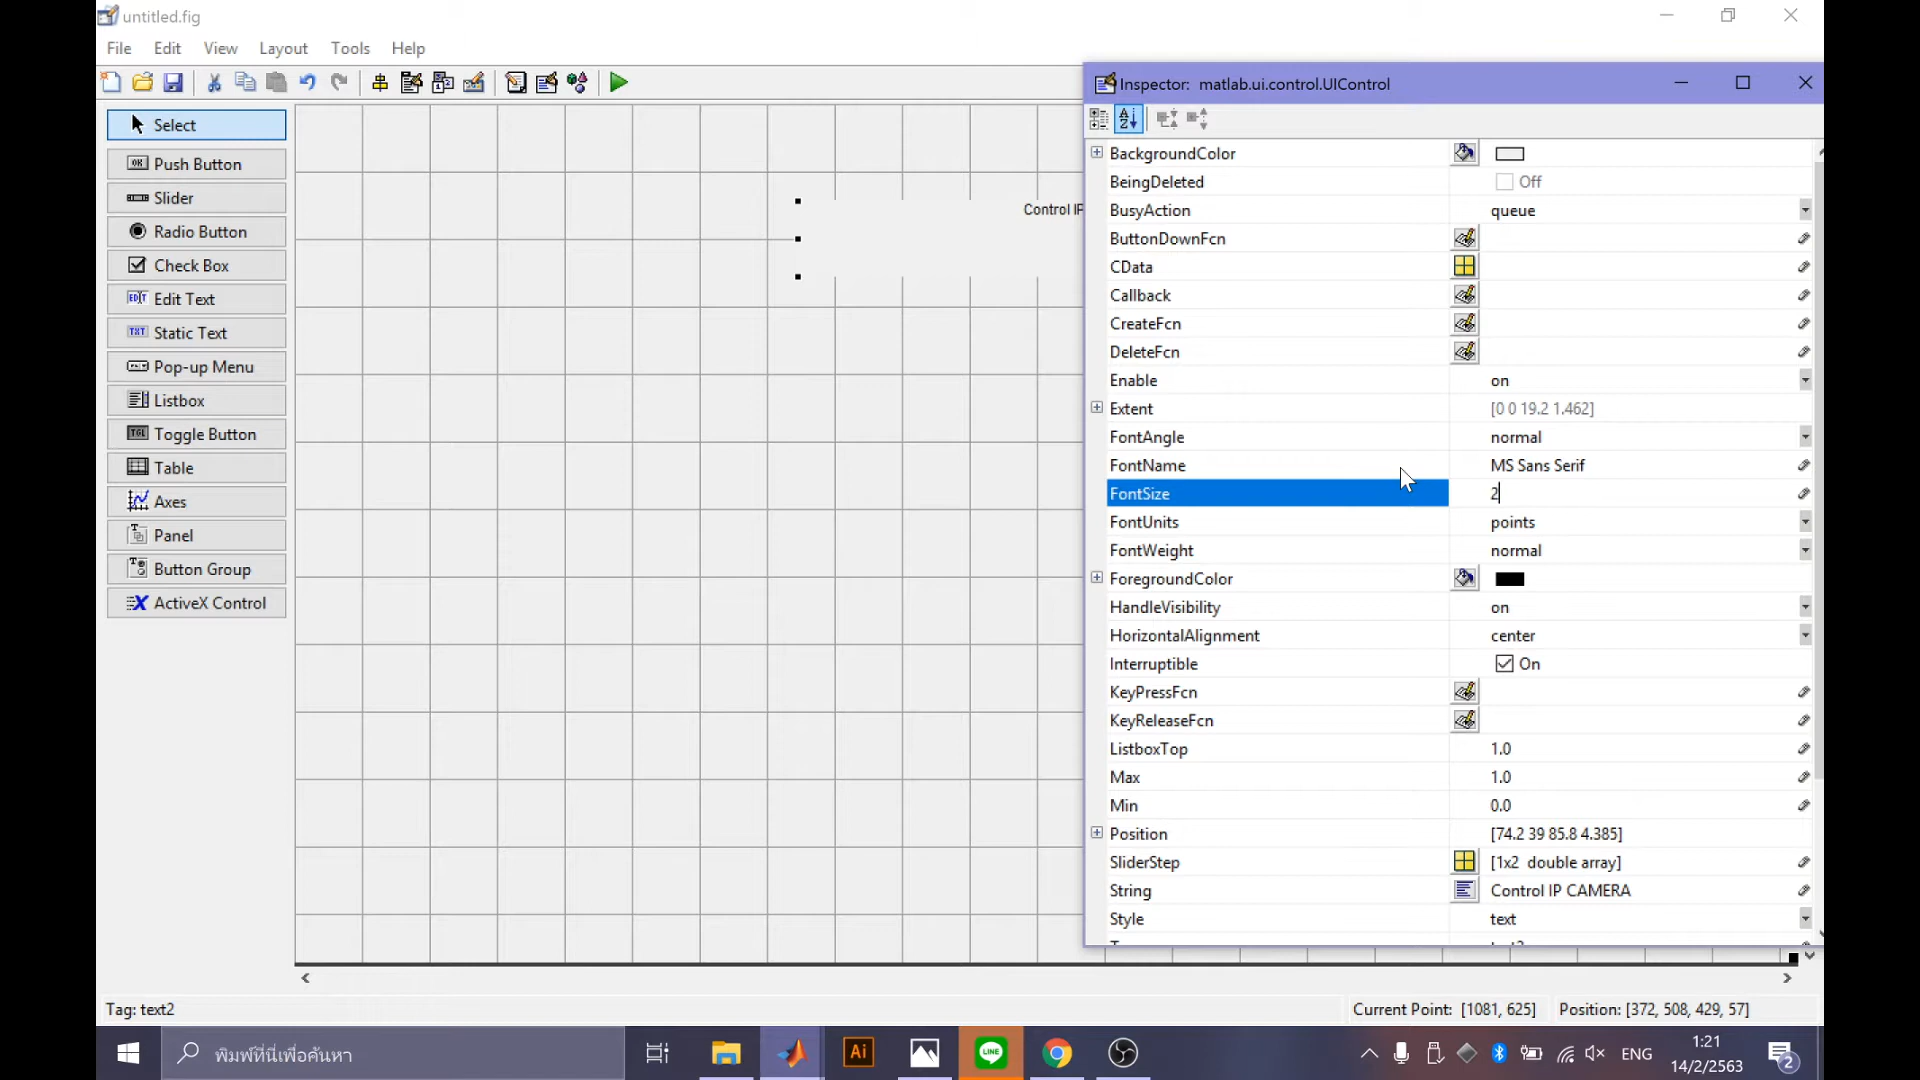 untitled.fig
File Edit View Layout Tools Help
Inspector: matlab.ui.control.UIControl
Select
Push Button
Slider
Radio Button
Check Box
Edit Text
Static Text
Pop-up Menu
Listbox
Toggle Button
Table
Axes
Panel
Button Group
ActiveX Control
Control IP
BackgroundColor
BeingDeleted Off
BusyAction queue
ButtonDownFcn
CData
Callback
CreateFcn
DeleteFcn
Enable on
Extent [0 0 19.2 1.462]
FontAngle normal
FontName MS Sans Serif
FontSize 2
FontUnits points
FontWeight normal
ForegroundColor
HandleVisibility on
HorizontalAlignment center
Interruptible On
KeyPressFcn
KeyReleaseFcn
ListboxTop 1.0
Max 1.0
Min 0.0
Position [74.2 39 85.8 4.385]
SliderStep [1x2 double array]
String Control IP CAMERA
Style text
Tag: text2
Current Point: [1081, 625] Position: [372, 508, 429, 57]
พิมพ์ที่นี่เพื่อค้นหา
Ai
LINE
ENG
1:21
14/2/2563
2